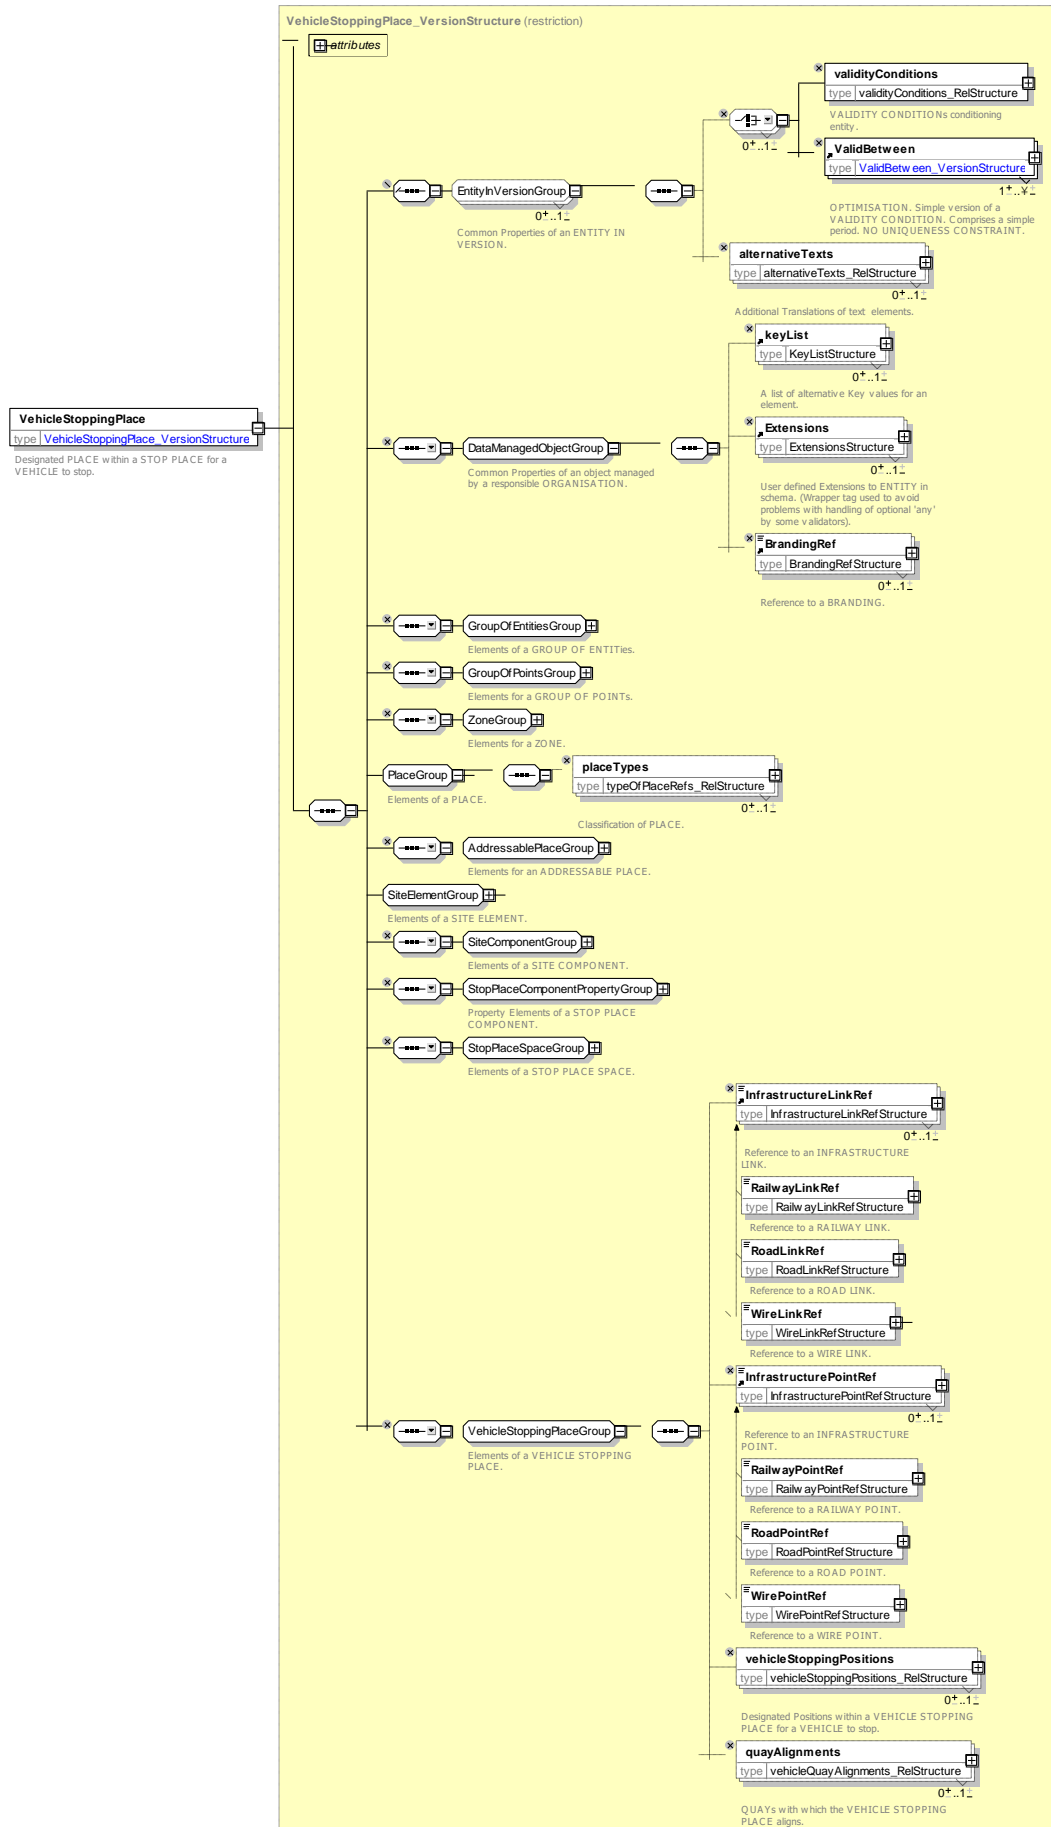 VehicleStoppingPlace_VersionStructure (restriction)
attributes
validityConditions
type validityConditions_RelStructure
VALIDITY CONDITIONs conditioning
entity.
0..1
ValidBetween
type ValidBetween_VersionStructure
1..¥
OPTIMISATION. Simple version of a
VALIDITY CONDITION. Comprises a simple
period. NO UNIQUENESS CONSTRAINT.
EntityInVersionGroup
0..1
Common Properties of an ENTITY IN
VERSION.
alternativeTexts
type alternativeTexts_RelStructure
0..1
Additional Translations of text elements.
keyList
type KeyListStructure
0..1
A list of alternative Key values for an
element.
VehicleStoppingPlace
type VehicleStoppingPlace_VersionStructure
Designated PLACE within a STOP PLACE for a
VEHICLE to stop.
DataManagedObjectGroup
Common Properties of an object managed
by a responsible ORGANISATION.
Extensions
type ExtensionsStructure
0..1
User defined Extensions to ENTITY in
schema. (Wrapper tag used to avoid
problems with handling of optional 'any'
by some validators).
BrandingRef
type BrandingRefStructure
0..1
Reference to a BRANDING.
GroupOfEntitiesGroup
Elements of a GROUP OF ENTITies.
GroupOfPointsGroup
Elements for a GROUP OF POINTs.
ZoneGroup
Elements for a ZONE.
PlaceGroup
Elements of a PLACE.
placeTypes
type typeOfPlaceRefs_RelStructure
0..1
Classification of PLACE.
AddressablePlaceGroup
Elements for an ADDRESSABLE PLACE.
SiteElementGroup
Elements of a SITE ELEMENT.
SiteComponentGroup
Elements of a SITE COMPONENT.
StopPlaceComponentPropertyGroup
Property Elements of a STOP PLACE
COMPONENT.
StopPlaceSpaceGroup
Elements of a STOP PLACE SPACE.
InfrastructureLinkRef
type InfrastructureLinkRefStructure
0..1
Reference to an INFRASTRUCTURE
LINK.
RailwayLinkRef
type RailwayLinkRefStructure
Reference to a RAILWAY LINK.
RoadLinkRef
type RoadLinkRefStructure
Reference to a ROAD LINK.
WireLinkRef
type WireLinkRefStructure
Reference to a WIRE LINK.
InfrastructurePointRef
type InfrastructurePointRefStructure
0..1
Reference to an INFRASTRUCTURE
POINT.
VehicleStoppingPlaceGroup
Elements of a VEHICLE STOPPING
PLACE.
RailwayPointRef
type RailwayPointRefStructure
Reference to a RAILWAY POINT.
RoadPointRef
type RoadPointRefStructure
Reference to a ROAD POINT.
WirePointRef
type WirePointRefStructure
Reference to a WIRE POINT.
vehicleStoppingPositions
type vehicleStoppingPositions_RelStructure
0..1
Designated Positions within a VEHICLE STOPPING
PLACE for a VEHICLE to stop.
quayAlignments
type vehicleQuayAlignments_RelStructure
0..1
QUAYs with which the VEHICLE STOPPING
PLACE aligns.